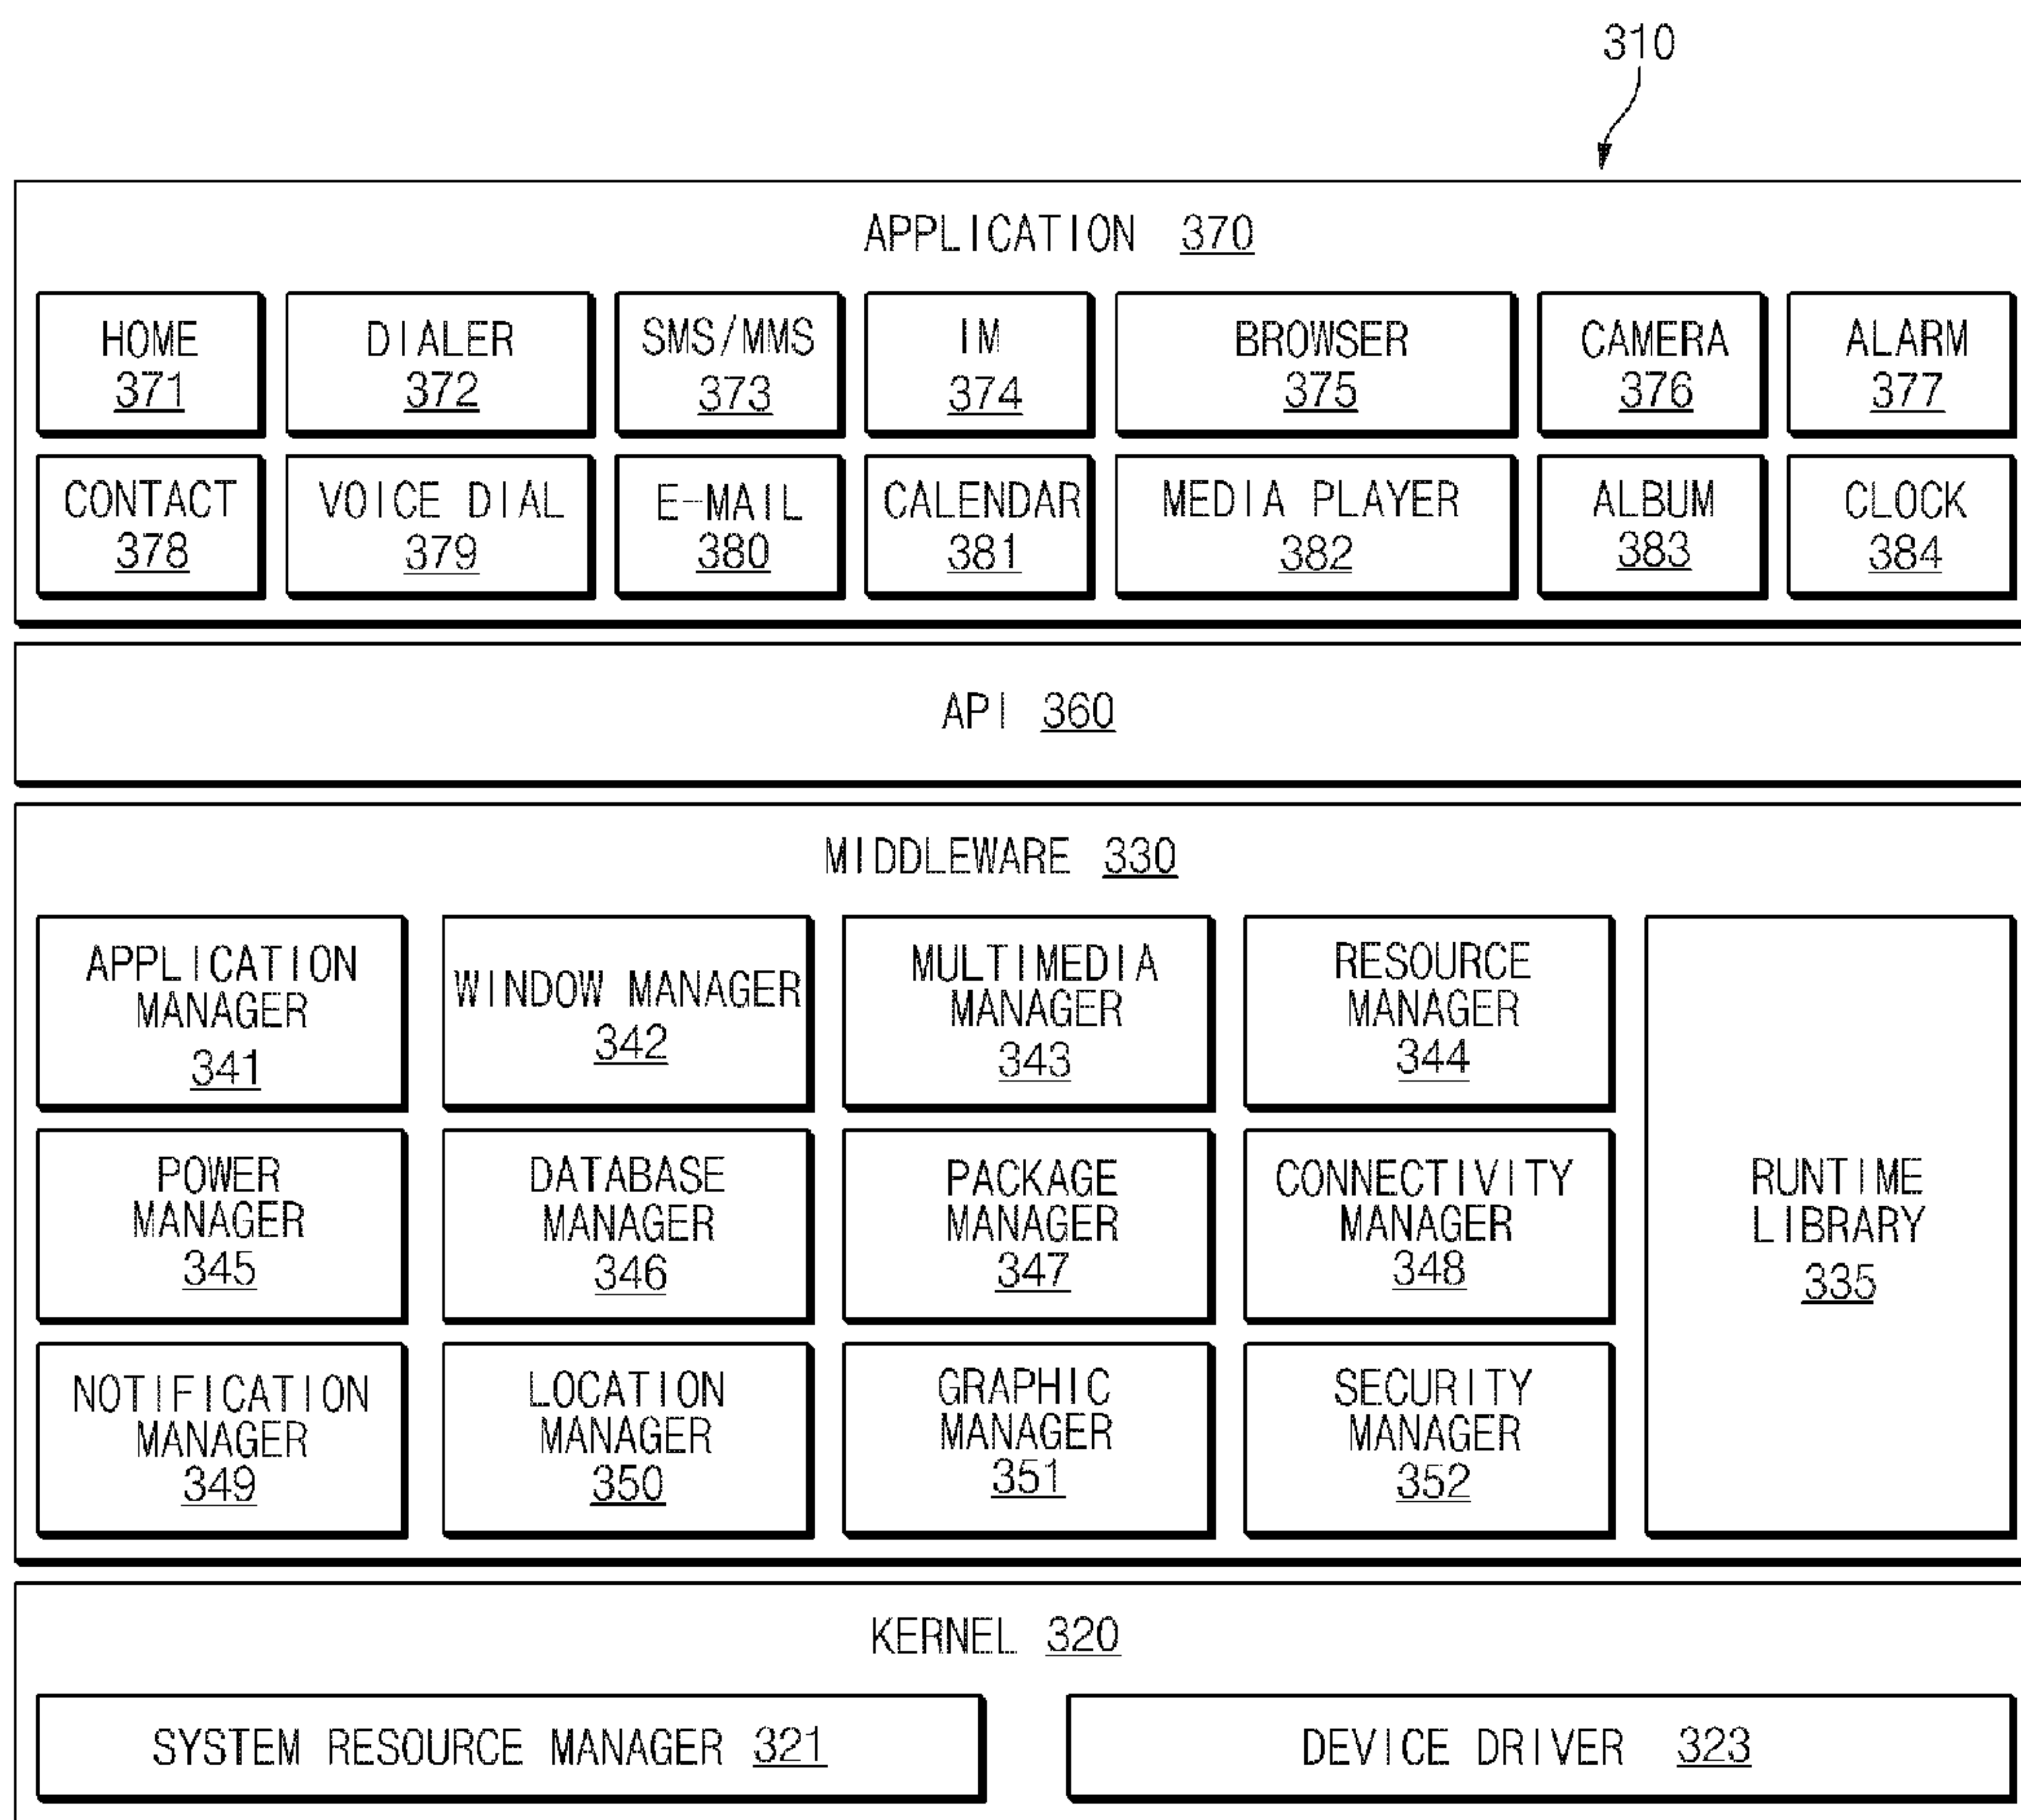 310
APPLICATION 370
HOME
371
DIALER
372
SMS/MMS
373
IM
374
BROWSER
375
CAMERA
376
ALARM
377
CONTACT
378
VOICE DIAL
379
E-MAIL
380
CALENDAR
381
MEDIA PLAYER
382
ALBUM
383
CLOCK
384
API 360
MIDDLEWARE 330
APPLICATION
MANAGER
341
WINDOW MANAGER
342
MULTIMEDIA
MANAGER
343
RESOURCE
MANAGER
344
POWER
MANAGER
345
DATABASE
MANAGER
346
PACKAGE
MANAGER
347
CONNECTIVITY
MANAGER
348
RUNTIME
LIBRARY
335
NOTIFICATION
MANAGER
349
LOCATION
MANAGER
350
GRAPHIC
MANAGER
351
SECURITY
MANAGER
352
KERNEL 320
SYSTEM RESOURCE MANAGER 321
DEVICE DRIVER 323